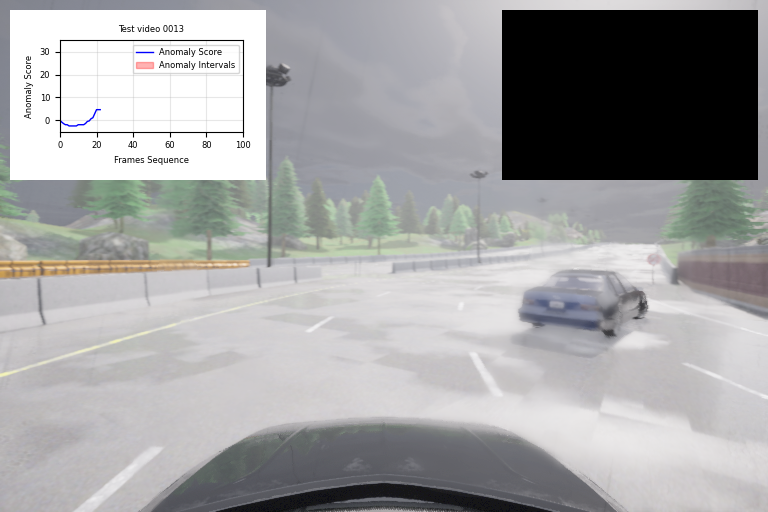 Test video 0013
Anomaly Score
Anomaly Intervals
30
20
10
0
Anomaly Score
0 20 40 60 80 100
Frames Sequence